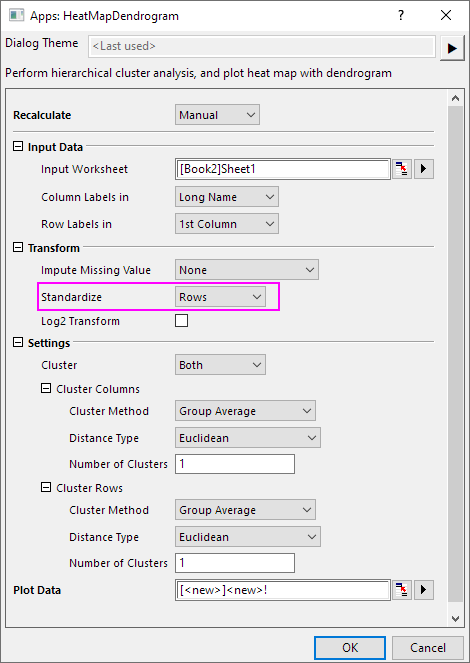 Apps: HeatMapDendrogram
Dialog Theme <Last used>
Perform hierarchical cluster analysis, and plot heat map with dendrogram
Recalculate Manual
Input Data
Input Worksheet [Book2]Sheet1
Column Labels in Long Name
Row Labels in 1st Column
Transform
Impute Missing Value None
Standardize Rows
Log2 Transform
Settings
Cluster Both
Cluster Columns
Cluster Method Group Average
Distance Type Euclidean
Number of Clusters 1
Cluster Rows
Cluster Method Group Average
Distance Type Euclidean
Number of Clusters 1
Plot Data [<new>]<new>!
OK Cancel